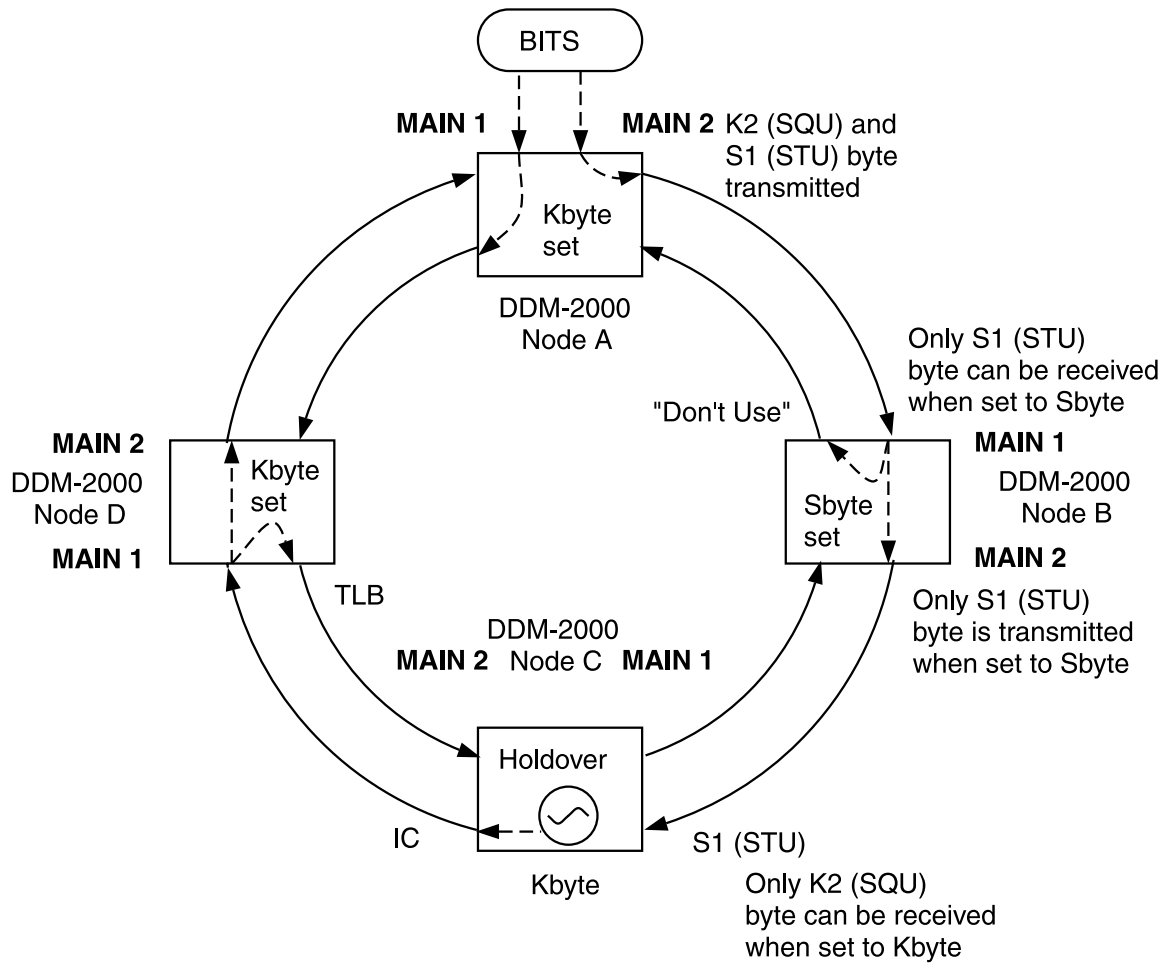 BITS
MAIN 1
MAIN 2
K2 (SQU) and
S1 (STU) byte
transmitted
Kbyte
set
DDM-2000
Node A
Only S1 (STU)
byte can be received
when set to Sbyte
"Don't Use"
MAIN 2
DDM-2000
Node D
MAIN 1
Kbyte
set
Sbyte
set
MAIN 1
DDM-2000
Node B
MAIN 2
Only S1 (STU)
byte is transmitted
when set to Sbyte
TLB
DDM-2000
MAIN 2 Node C MAIN 1
Holdover
IC
S1 (STU)
Kbyte
Only K2 (SQU)
byte can be received
when set to Kbyte